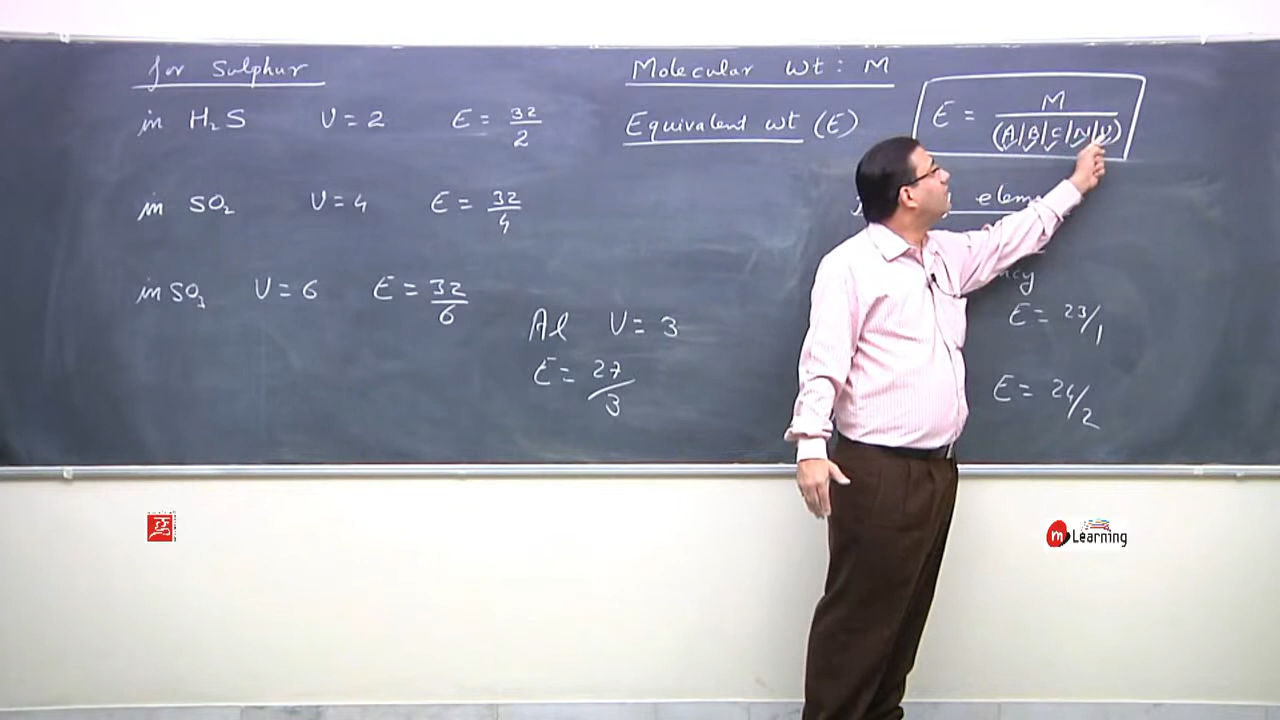 for Sulphur
in H₂S V = 2 E = 32/2
in SO₂ V = 4 E = 32/4
in SO₃ V = 6 E = 32/6
Al V = 3
E = 27/3
Molecular wt : M
Equivalent wt (E)
E = M/(A|B|C|N|V)
E = 23/1
E = 24/2
m Learning